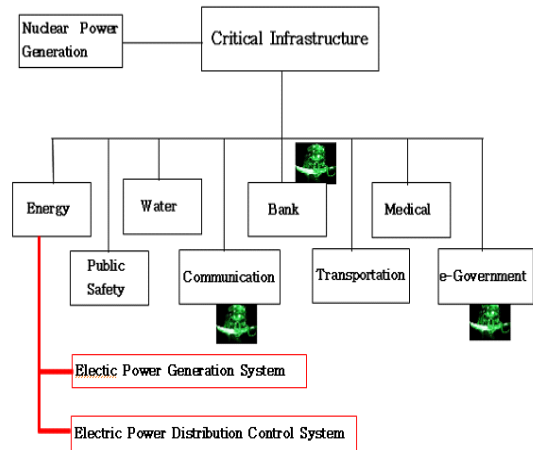 Nuclear Power
Generation
Critical Infrastructure
Energy
Water
Bank
Medical
Public
Safety
Communication
Transportation
e-Government
Electic Power Generation System
Electric Power Distribution Control System